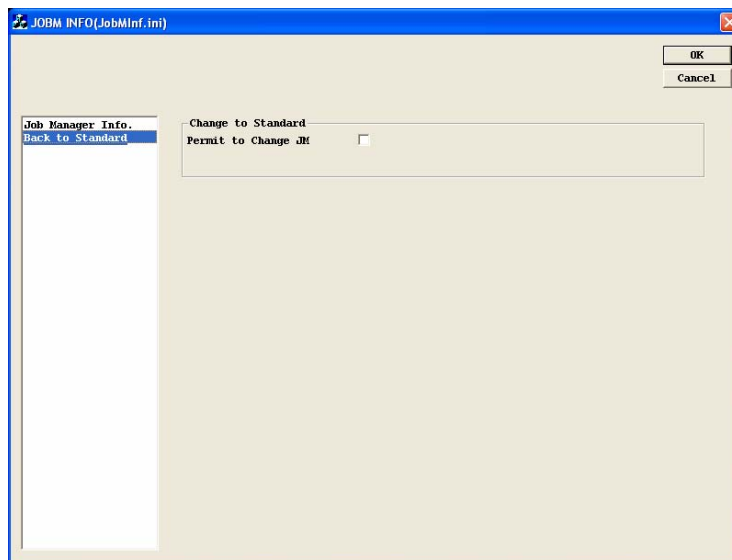 JOBM INFO(JobMInf.ini)
OK
Cancel
Job Manager Info.
Back to Standard
Change to Standard
Permit to Change JM